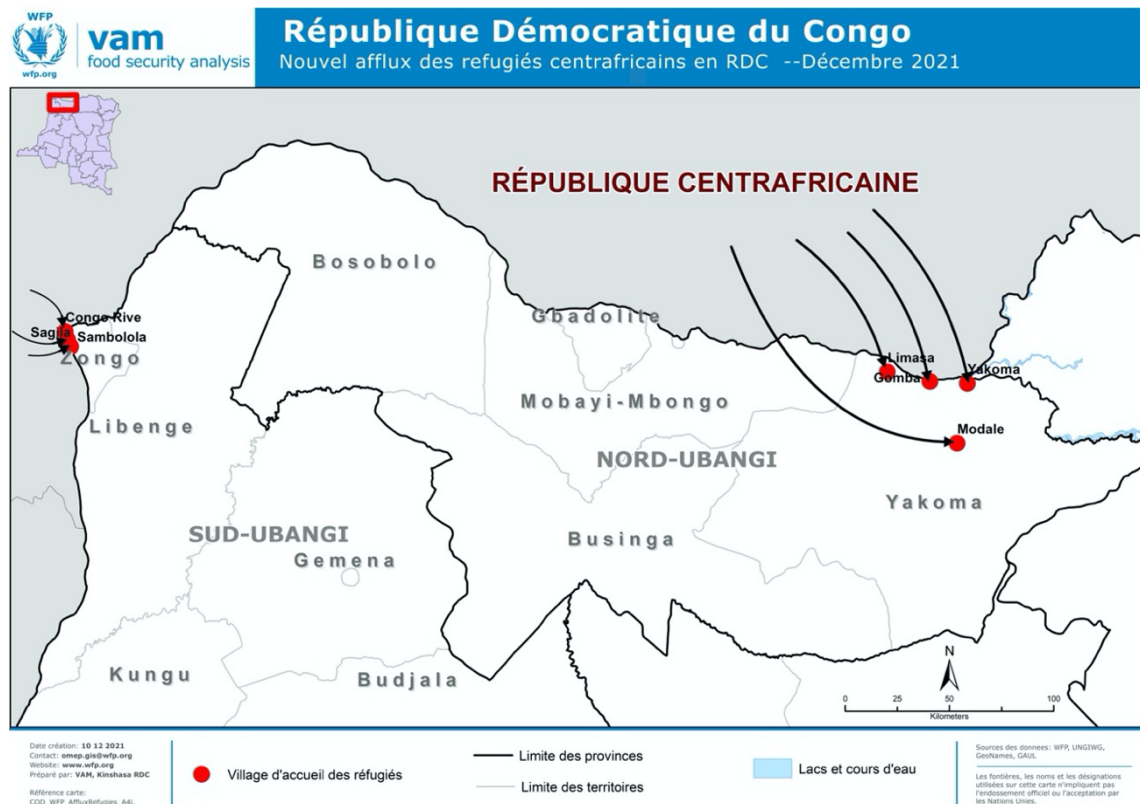 WFP
wfp.org
vam
food security analysis
République Démocratique du Congo
Nouvel afflux des refugiés centrafricains en RDC --Décembre 2021
RÉPUBLIQUE CENTRAFRICAINE
Bosobolo
Gbadolite
Congo Rive
Sagila
Sambolola
Zongo
Limasa
Gomba
Yakoma
Libenge
Mobayi-Mbongo
Modale
NORD-UBANGI
Yakoma
SUD-UBANGI
Businga
Gemena
Kungu
Budjala
N
0 25 50 100
Kilometers
Date création: 10 12 2021
Contact: omep.gis@wfp.org
Website: www.wfp.org
Préparé par: VAM, Kinshasa RDC
Référence carte:
COD_WFP_AffluxRefugies_A4L
Village d'accueil des réfugiés
Limite des provinces
Limite des territoires
Lacs et cours d'eau
Sources des donnees: WFP, UNGIWG,
GeoNames, GAUL
Les fontières, les noms et les désignations
utilisées sur cette carte n'impliquent pas
l'endossement officiel ou l'acceptation par
les Nations Unies.